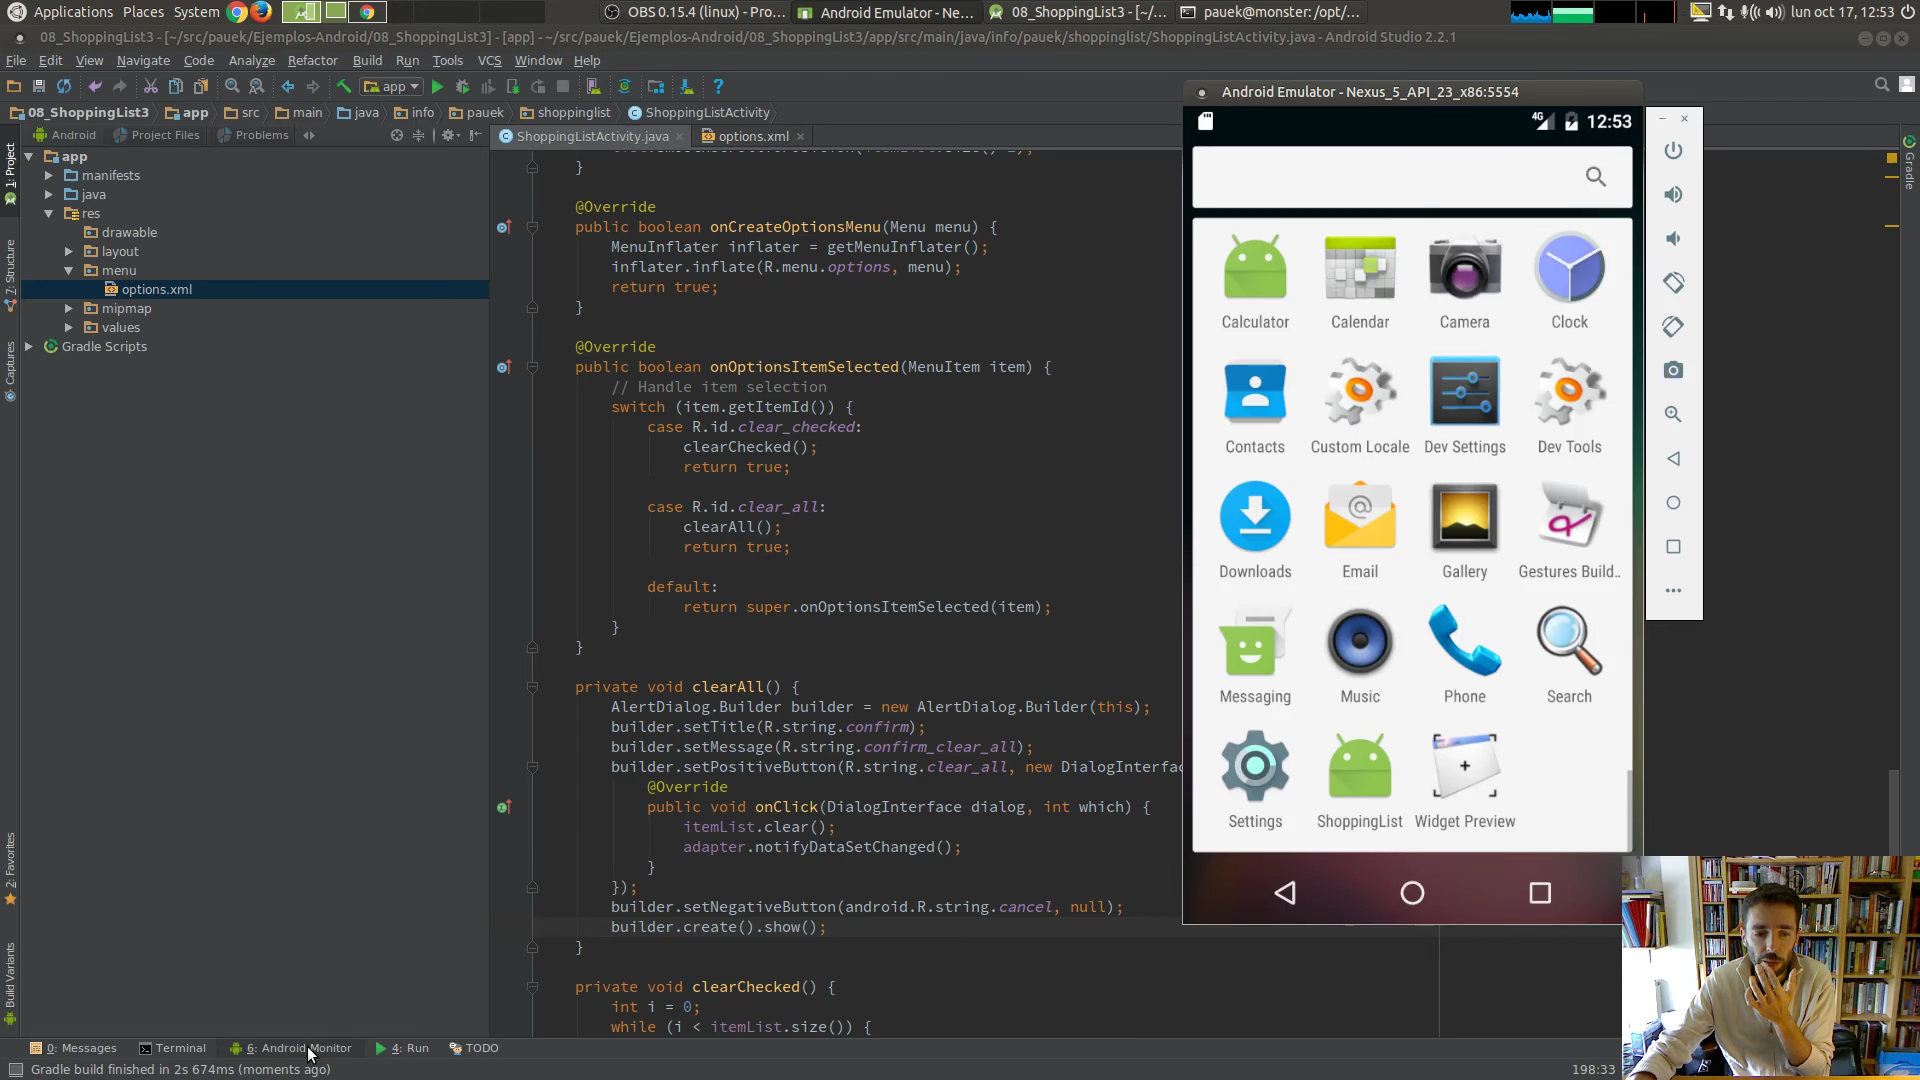 Applications Places System
OBS 0.15.4 (linux) - Pro...
Android Emulator - Ne...
08_ShoppingList3 - [~/...
pauek@monster: /opt/...
lun oct 17, 12:53
08_ShoppingList3 - [~/src/pauek/Ejemplos-Android/08_ShoppingList3] - [app] - ~/src/pauek/Ejemplos-Android/08_ShoppingList3/app/src/main/java/info/pauek/shoppinglist/ShoppingListActivity.java - Android Studio 2.2.1
File Edit View Navigate Code Analyze Refactor Build Run Tools VCS Window Help
app
08_ShoppingList3 app src main java info pauek shoppinglist ShoppingListActivity
Android Project Files Problems
ShoppingListActivity.java options.xml
1: Project
7: Structure
Captures
2: Favorites
Build Variants
Gradle
app
manifests
java
res
drawable
layout
menu
options.xml
mipmap
values
Gradle Scripts
}
@Override
public boolean onCreateOptionsMenu(Menu menu) {
MenuInflater inflater = getMenuInflater();
inflater.inflate(R.menu.options, menu);
return true;
}
@Override
public boolean onOptionsItemSelected(MenuItem item) {
// Handle item selection
switch (item.getItemId()) {
case R.id.clear_checked:
clearChecked();
return true;
case R.id.clear_all:
clearAll();
return true;
default:
return super.onOptionsItemSelected(item);
}
}
private void clearAll() {
AlertDialog.Builder builder = new AlertDialog.Builder(this);
builder.setTitle(R.string.confirm);
builder.setMessage(R.string.confirm_clear_all);
builder.setPositiveButton(R.string.clear_all, new DialogInterfac
@Override
public void onClick(DialogInterface dialog, int which) {
itemList.clear();
adapter.notifyDataSetChanged();
}
});
builder.setNegativeButton(android.R.string.cancel, null);
builder.create().show();
}
private void clearChecked() {
int i = 0;
while (i < itemList.size()) {
Android Emulator - Nexus_5_API_23_x86:5554
4G 12:53
Calculator Calendar Camera Clock
Contacts Custom Locale Dev Settings Dev Tools
Downloads Email Gallery Gestures Build..
Messaging Music Phone Search
Settings ShoppingList Widget Preview
0: Messages Terminal 6: Android Monitor 4: Run TODO
Gradle build finished in 2s 674ms (moments ago)
198:33